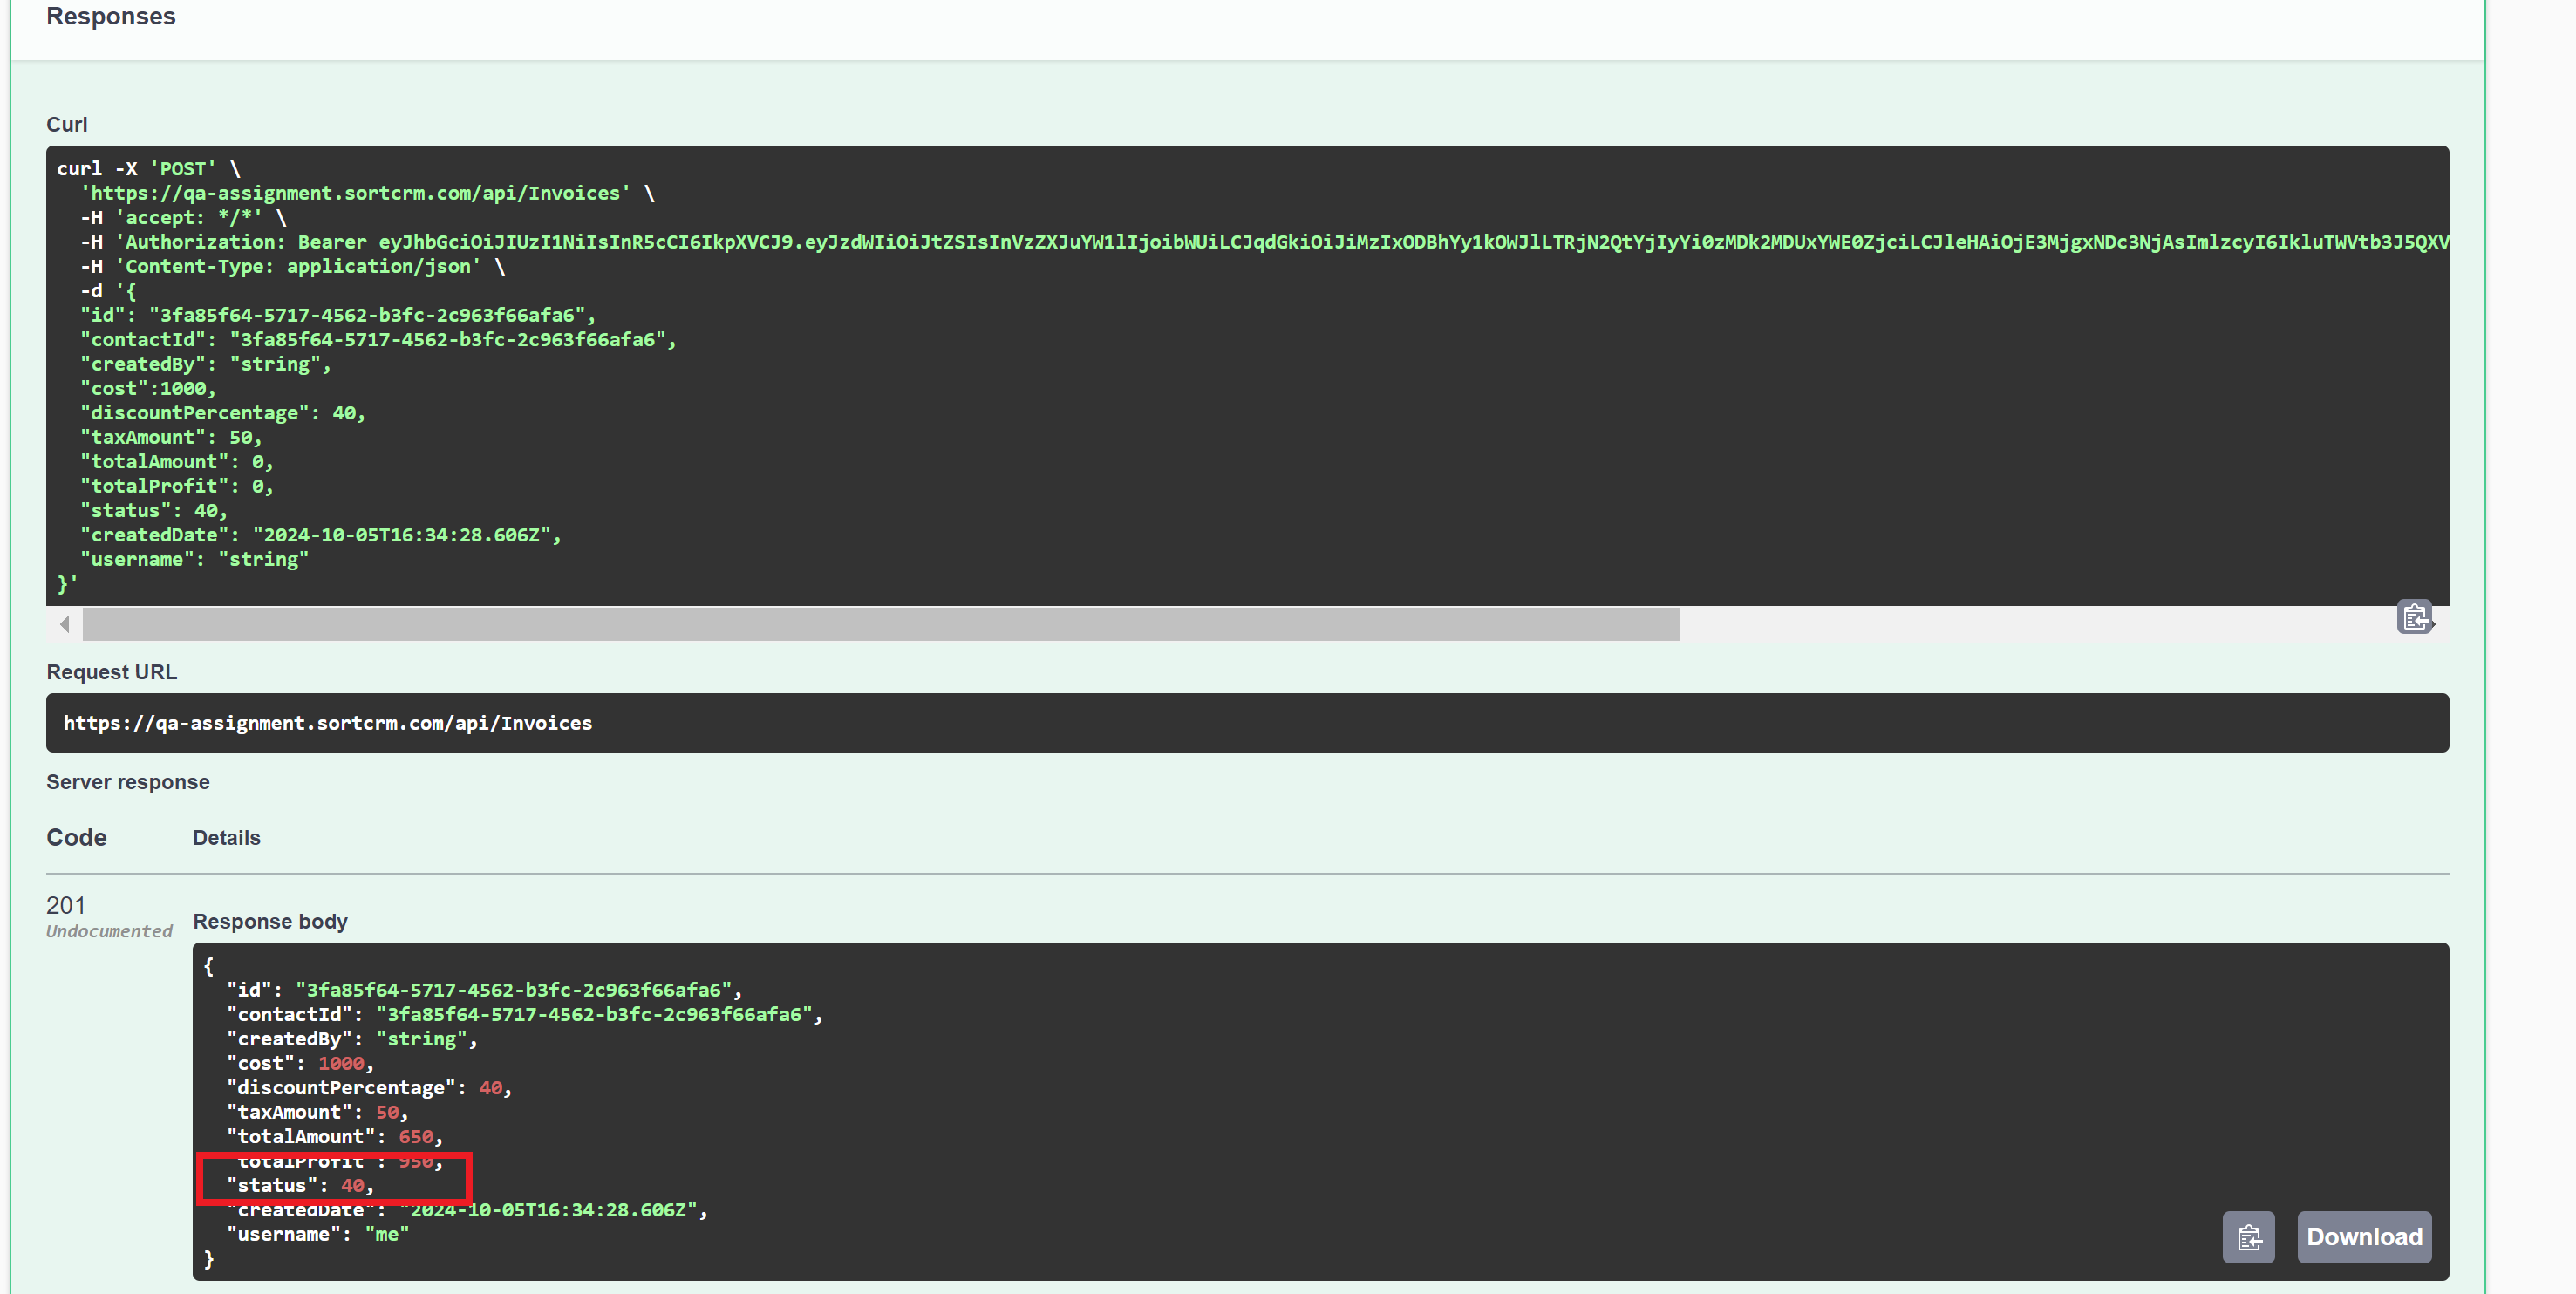 Responses
Curl
curl -X 'POST' \
'https://qa-assignment.sortcrm.com/api/Invoices' \
-H 'accept: */*' \
-H 'Authorization: Bearer eyJhbGciOiJIUzI1NiIsInR5cCI6IkpXVCJ9.eyJzdWIiOiJtZSIsInVzZXJuYW1lIjoibWUiLCJqdGkiOiJiMzIxODBhYy1kOWJlLTRjN2QtYjIyYi0zMDk2MDUxYWE0ZjciLCJleHAiOjE3MjgxNDc3NjAsImlzcyI6IkluTWVtb3J5QXV
-H 'Content-Type: application/json' \
-d '{
"id": "3fa85f64-5717-4562-b3fc-2c963f66afa6",
"contactId": "3fa85f64-5717-4562-b3fc-2c963f66afa6",
"createdBy": "string",
"cost":1000,
"discountPercentage": 40,
"taxAmount": 50,
"totalAmount": 0,
"totalProfit": 0,
"status": 40,
"createdDate": "2024-10-05T16:34:28.606Z",
"username": "string"
}'
Request URL
https://qa-assignment.sortcrm.com/api/Invoices
Server response
Code Details
201
Undocumented
Response body
{
"id": "3fa85f64-5717-4562-b3fc-2c963f66afa6",
"contactId": "3fa85f64-5717-4562-b3fc-2c963f66afa6",
"createdBy": "string",
"cost": 1000,
"discountPercentage": 40,
"taxAmount": 50,
"totalAmount": 650,
"totalProfit": 950,
"status": 40,
"createdDate": "2024-10-05T16:34:28.606Z",
"username": "me"
}
Download